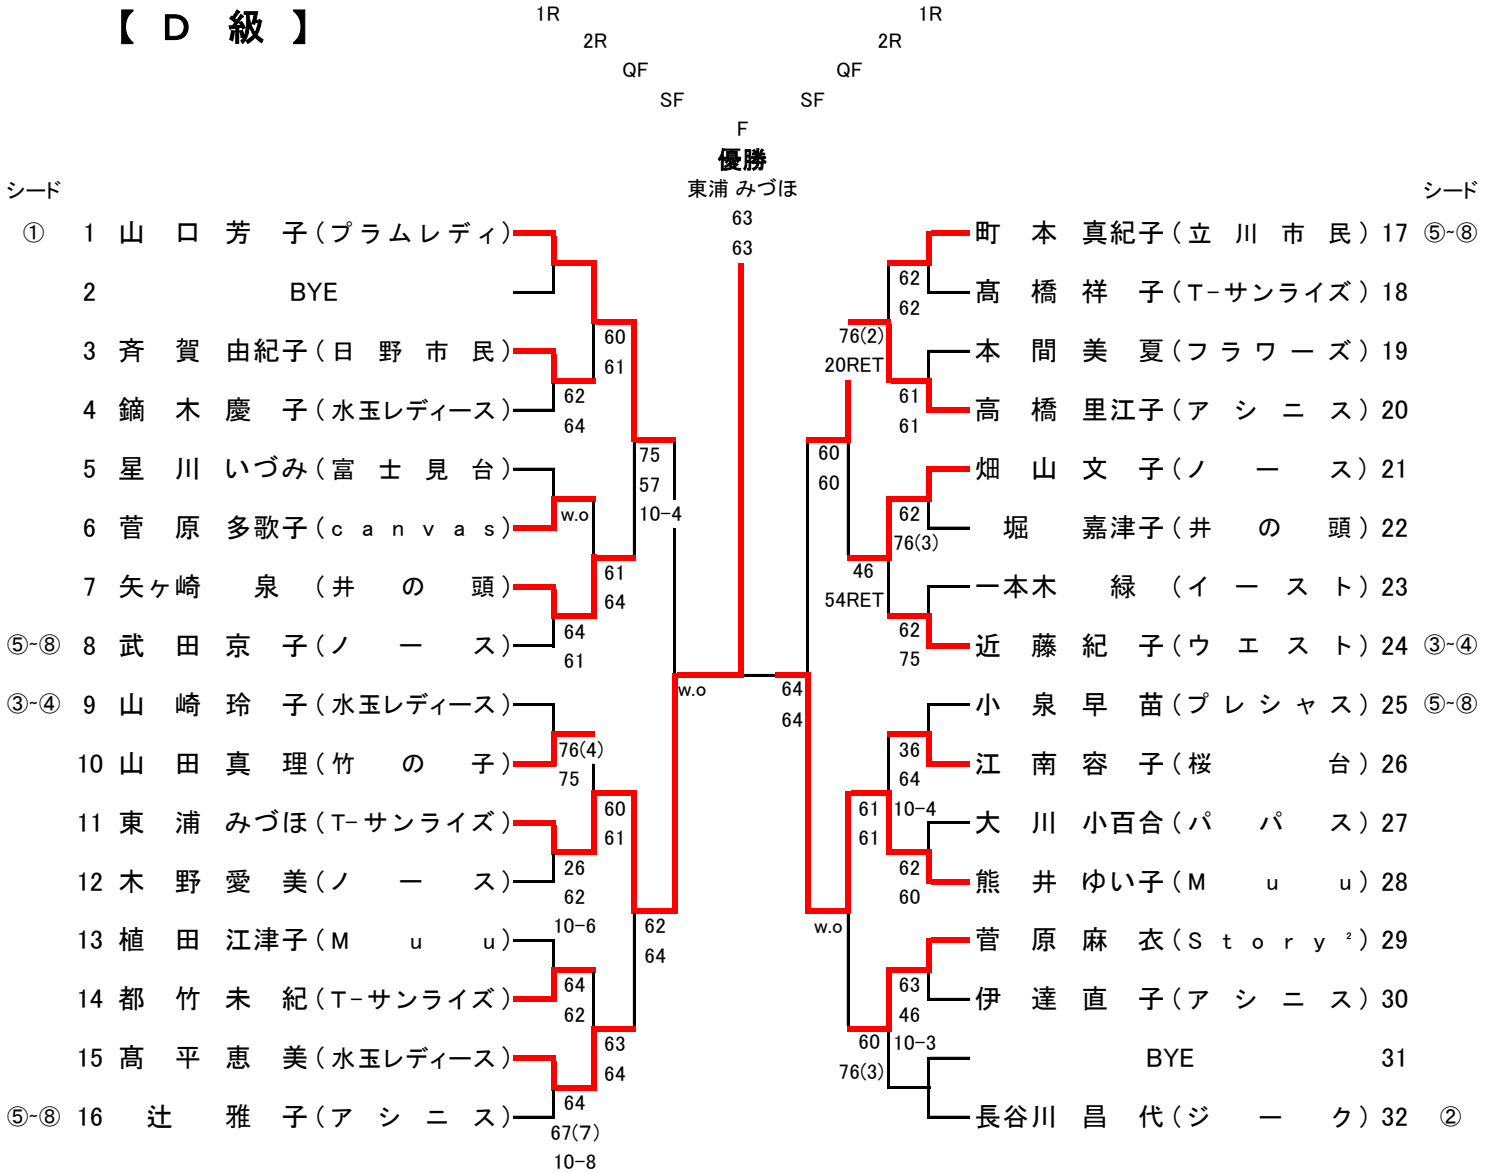 【 D 級 】
1R 1R
2R 2R
QF QF
SF SF
F
優勝
東浦 みづほ
シード シード
63
① 1 山 口 芳 子(プラムレディ) 町 本 真紀子(立 川 市 民) 17 ⑤~⑧
63
62
2 BYE 髙 橋 祥 子(T-サンライズ) 18
62
60 76(2)
3 斉 賀 由紀子(日 野 市 民) 本 間 美 夏(フラワーズ) 19
61 20RET
62 61
4 鏑 木 慶 子(水玉レディース) 高 橋 里江子(ア シ ニ ス) 20
64 61
75 60
5 星 川 いづみ(富 士 見 台) 畑 山 文 子(ノ ー ス) 21
57 60
w.o 10-4 62
6 菅 原 多歌子(c a n v a s) 堀 嘉津子(井 の 頭) 22
76(3)
61 46
7 矢ヶ崎 泉 (井 の 頭) 一本木 緑 (イ ー ス ト) 23
64 54RET
64 62
⑤~⑧ 8 武 田 京 子(ノ ー ス) 近 藤 紀 子(ウ エ ス ト) 24 ③~④
61 75
w.o 64
③~④ 9 山 崎 玲 子(水玉レディース) 小 泉 早 苗(プ レ シ ャ ス) 25 ⑤~⑧
64
76(4) 36
10 山 田 真 理(竹 の 子) 江 南 容 子(桜 台) 26
75 64
60 61 10-4
11 東 浦 みづほ(T-サンライズ) 大 川 小百合(パ パ ス) 27
61 61
26 62
12 木 野 愛 美(ノ ー ス) 熊 井 ゆい子(M u u) 28
62 60
10-6 62 w.o
13 植 田 江津子(M u u) 菅 原 麻 衣(S t o r y ²) 29
64
64 63
14 都 竹 未 紀(T-サンライズ) 伊 達 直 子(ア シ ニ ス) 30
62 46
63 60 10-3
15 髙 平 恵 美(水玉レディース) BYE 31
64 76(3)
64
⑤~⑧ 16 辻 雅 子(ア シ ニ ス) 長谷川 昌 代(ジ ー ク) 32 ②
67(7)
10-8